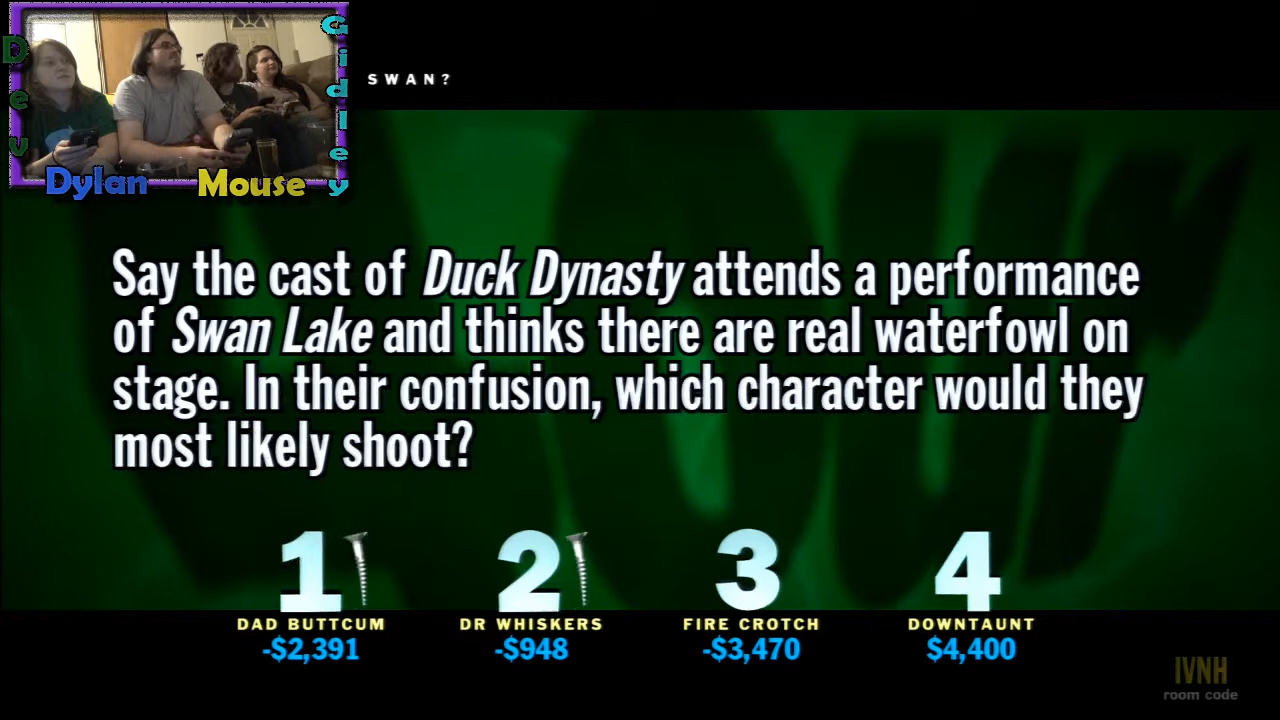 Dev
Gidley
Dylan
Mouse
SWAN?
Say the cast of Duck Dynasty attends a performance
of Swan Lake and thinks there are real waterfowl on
stage. In their confusion, which character would they
most likely shoot?
1
2
3
4
DAD BUTTCUM
DR WHISKERS
FIRE CROTCH
DOWNTAUNT
-$2,391
-$948
-$3,470
$4,400
IVNH
room code